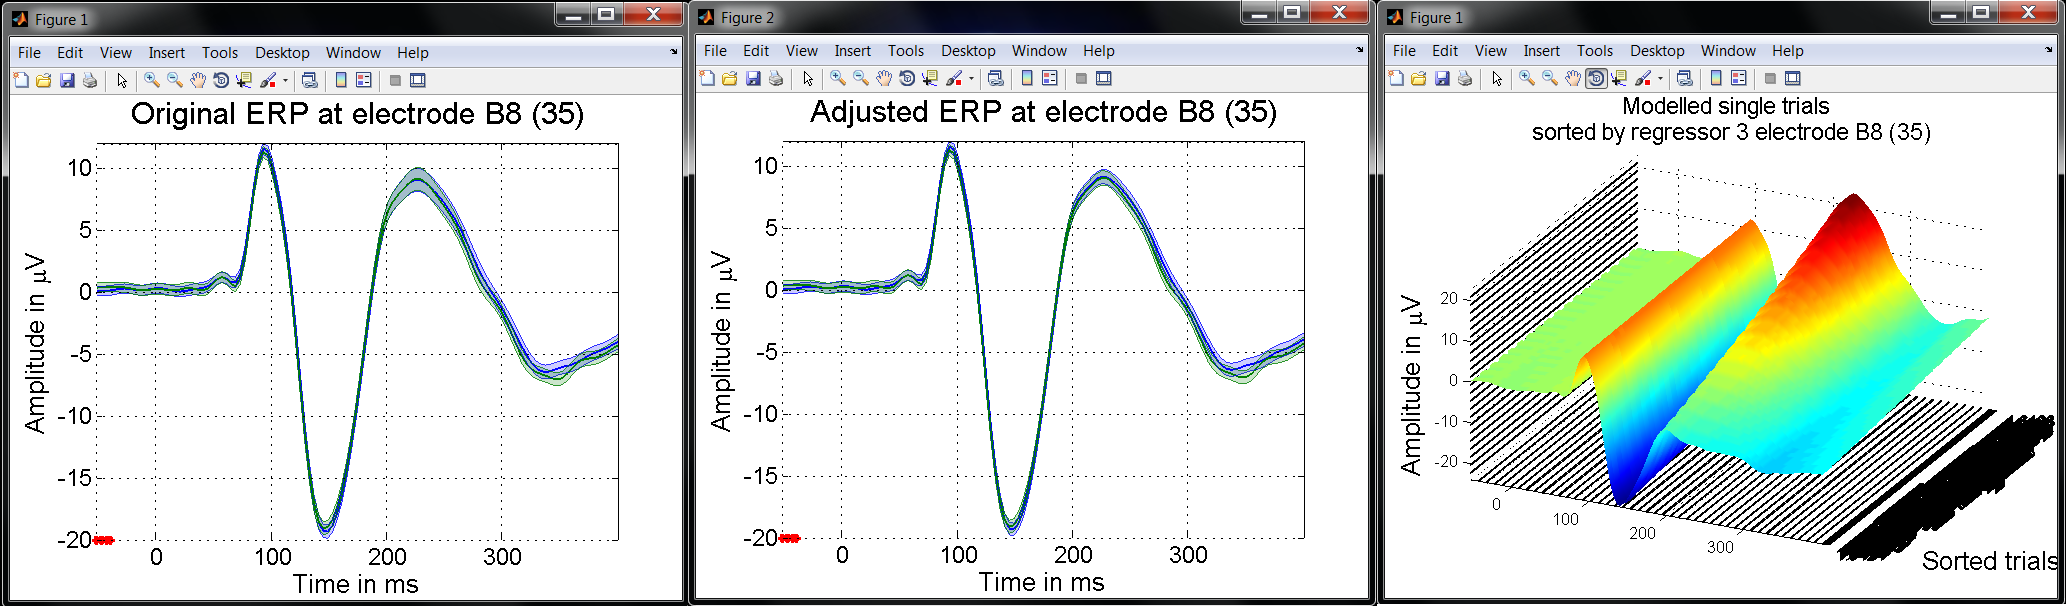 Figure 1
File Edit View Insert Tools Desktop Window Help
Original ERP at electrode B8 (35)
10
5
0
-5
-10
-15
-20
0 100 200 300
Amplitude in µV
Time in ms
Figure 2
File Edit View Insert Tools Desktop Window Help
Adjusted ERP at electrode B8 (35)
10
5
0
-5
-10
-15
-20
0 100 200 300
Amplitude in µV
Time in ms
Figure 1
File Edit View Insert Tools Desktop Window Help
Modelled single trials
sorted by regressor 3 electrode B8 (35)
20
10
0
-10
-20
0 100 200 300
Amplitude in µV
Sorted trials